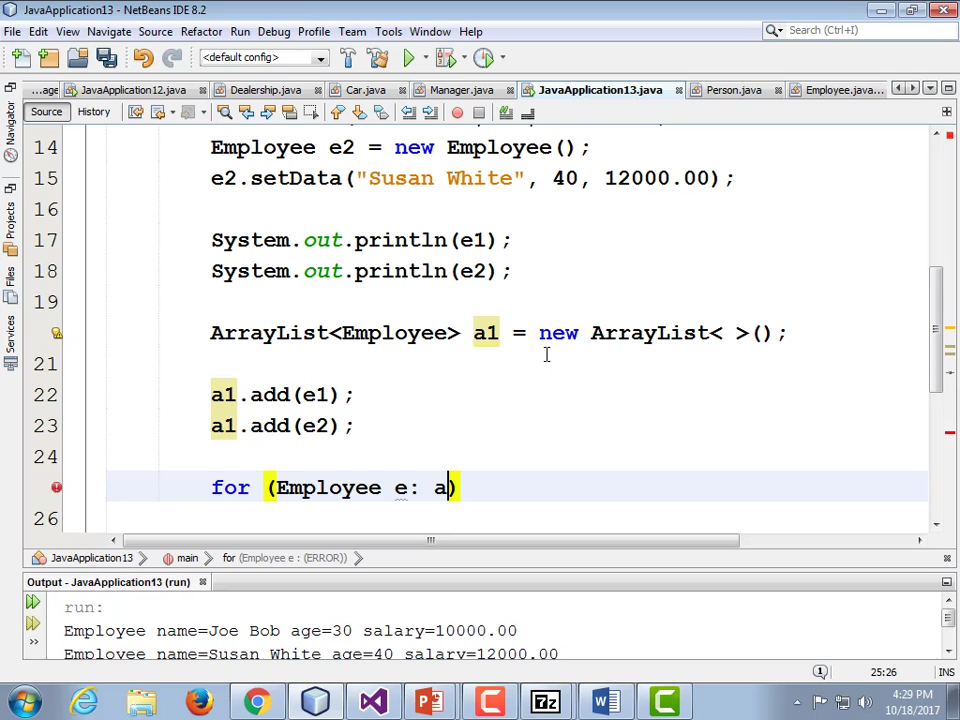 JavaApplication13 - NetBeans IDE 8.2
File Edit View Navigate Source Refactor Run Debug Profile Team Tools Window Help
Search (Ctrl+I)
<default config>
...age JavaApplication12.java Dealership.java Car.java Manager.java JavaApplication13.java Person.java Employee.java...
Source History
Navigator
Projects
Files
Services
14 Employee e2 = new Employee();
15 e2.setData("Susan White", 40, 12000.00);
16
17 System.out.println(e1);
18 System.out.println(e2);
19
ArrayList<Employee> a1 = new ArrayList< >();
21
22 a1.add(e1);
23 a1.add(e2);
24
for (Employee e: a)
26
JavaApplication13 main for (Employee e : (ERROR))
Output - JavaApplication13 (run)
run:
Employee name=Joe Bob age=30 salary=10000.00
Employee name=Susan White age=40 salary=12000.00
1 25:26 INS
4:29 PM
10/18/2017